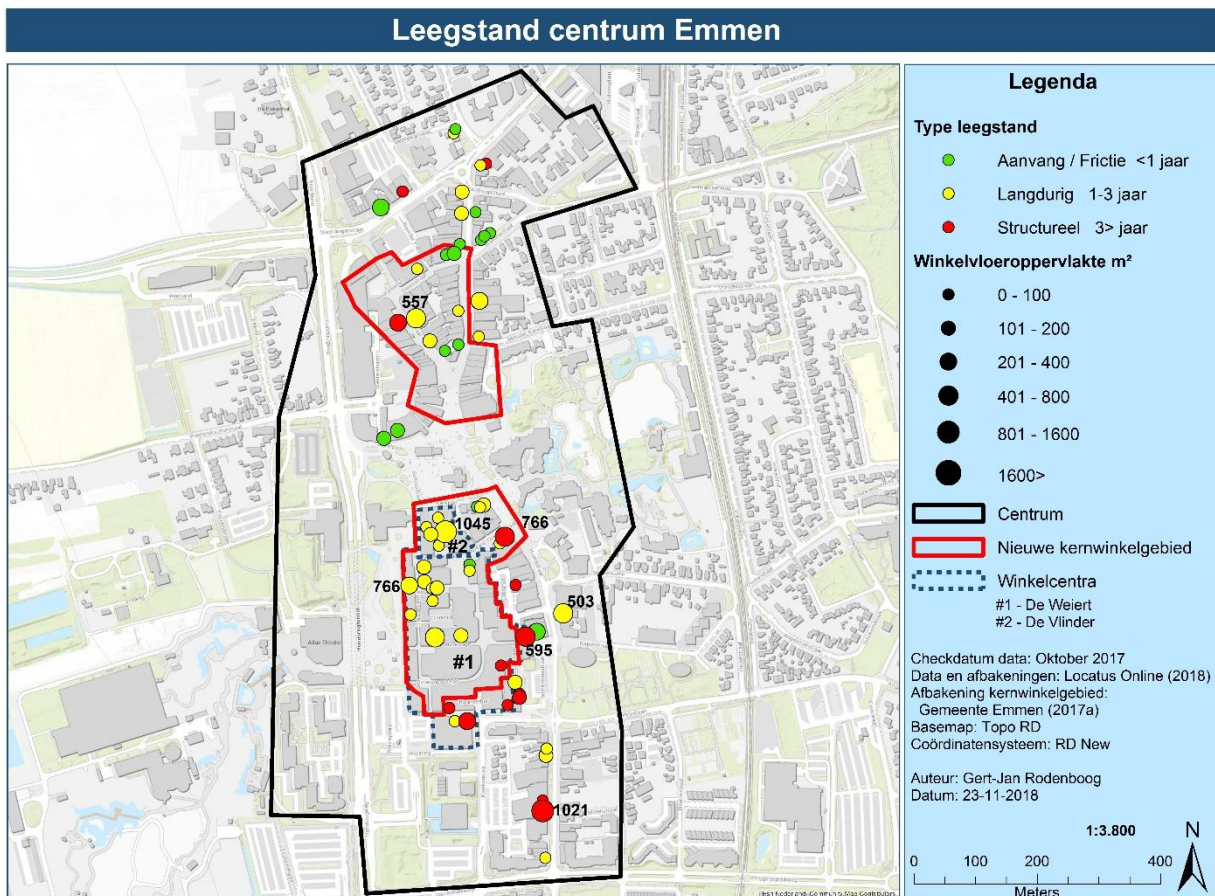 Leegstand centrum Emmen
557
1045
766
#2
766
503
595
#1
1021
Legenda
Type leegstand
Aanvang / Frictie <1 jaar
Langdurig 1-3 jaar
Structureel 3> jaar
Winkelvloeroppervlakte m²
0 - 100
101 - 200
201 - 400
401 - 800
801 - 1600
1600>
Centrum
Nieuwe kernwinkelgebied
Winkelcentra
#1 - De Weiert
#2 - De Vlinder
Checkdatum data: Oktober 2017
Data en afbakeningen: Locatus Online (2018)
Afbakening kernwinkelgebied:
Gemeente Emmen (2017a)
Basemap: Topo RD
Coördinatensysteem: RD New
Auteur: Gert-Jan Rodenboog
Datum: 23-11-2018
1:3.800
N
0 100 200 400
Meters